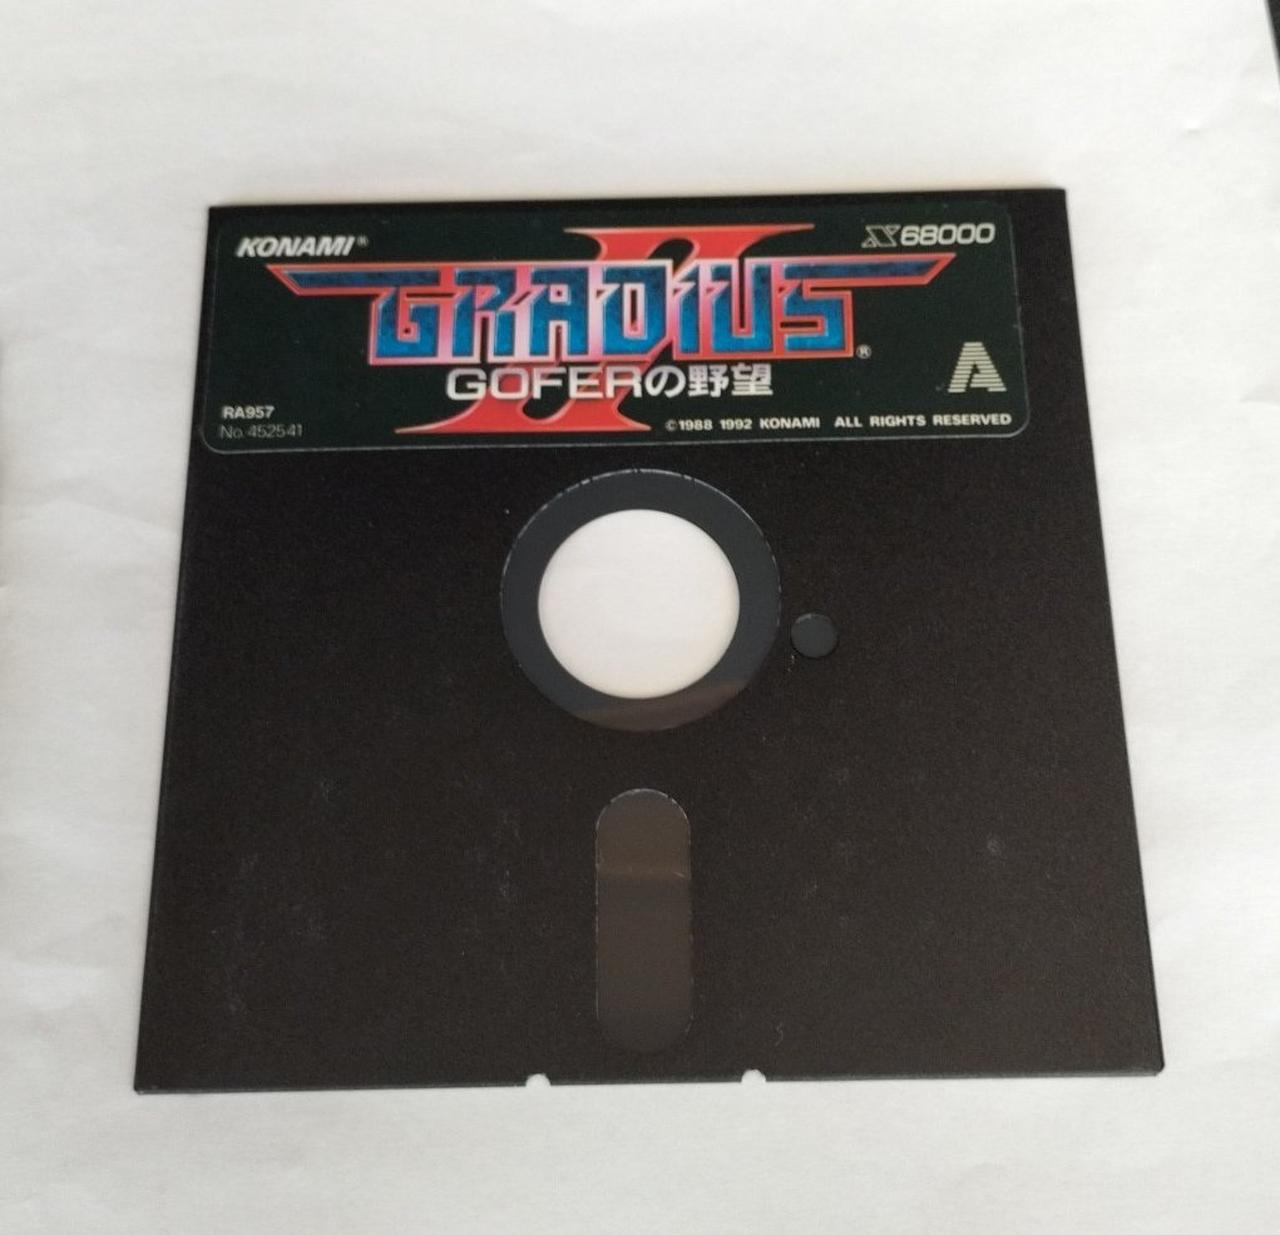 KONAMI®
X68000
II
GRADIUS®
GOFERの野望
A
RA957
No. 452541
©1988 1992 KONAMI ALL RIGHTS RESERVED